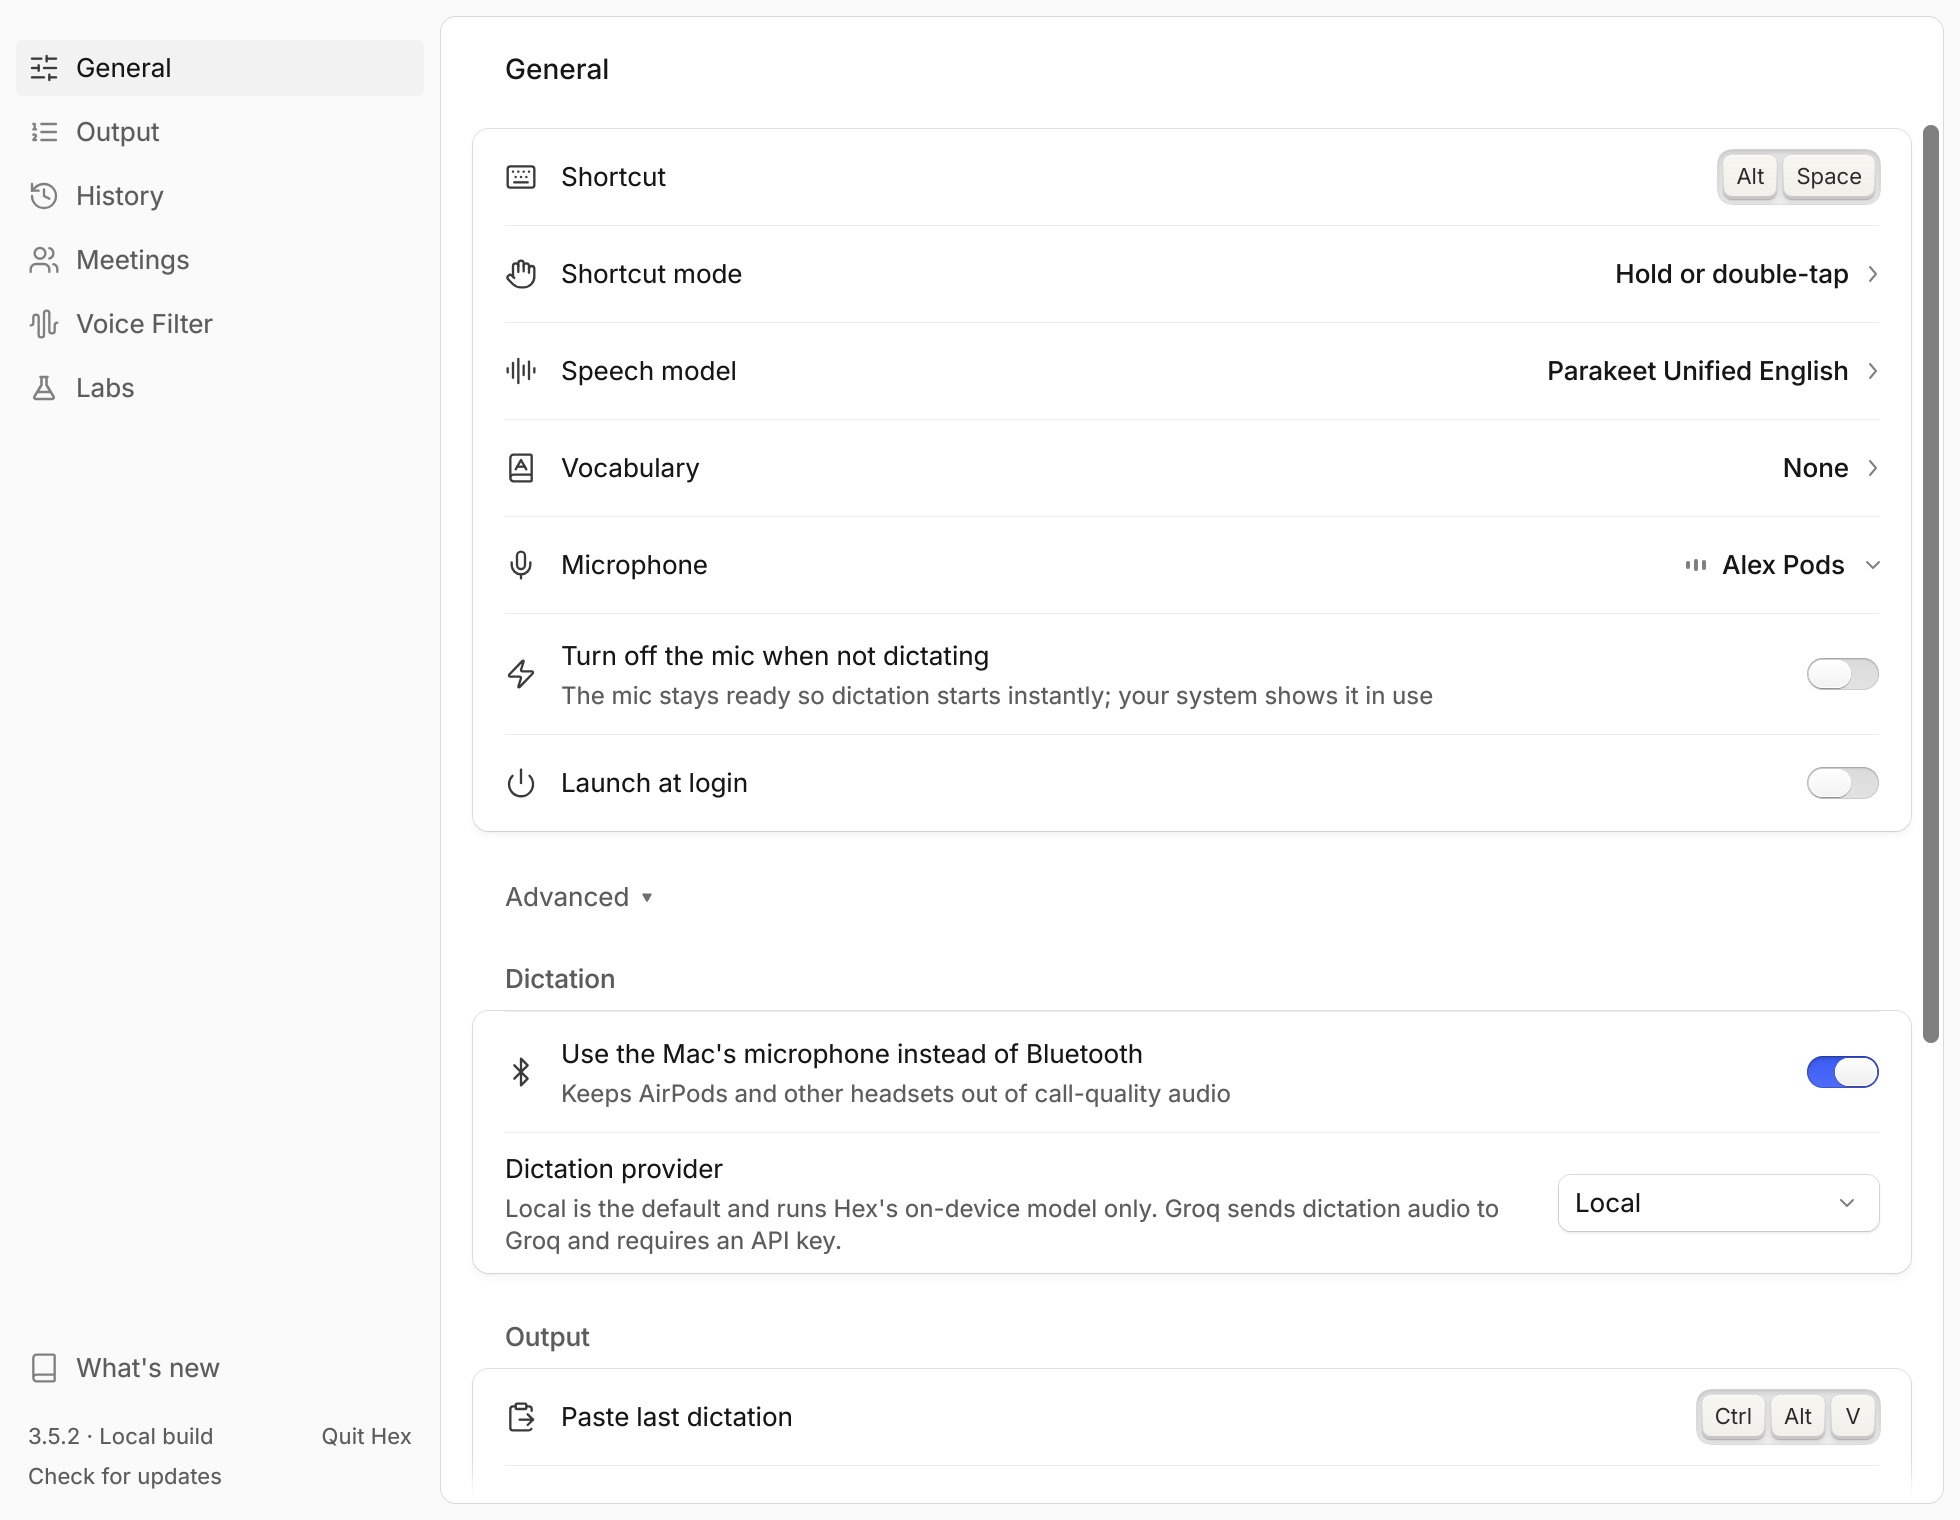 General
Output
History
Meetings
Voice Filter
Labs
What's new
3.5.2 · Local build
Quit Hex
Check for updates
General
Shortcut
Alt Space
Shortcut mode
Hold or double-tap
Speech model
Parakeet Unified English
Vocabulary
None
Microphone
Alex Pods
Turn off the mic when not dictating
The mic stays ready so dictation starts instantly; your system shows it in use
Launch at login
Advanced
Dictation
Use the Mac's microphone instead of Bluetooth
Keeps AirPods and other headsets out of call-quality audio
Dictation provider
Local is the default and runs Hex's on-device model only. Groq sends dictation audio to
Groq and requires an API key.
Local
Output
Paste last dictation
Ctrl Alt V